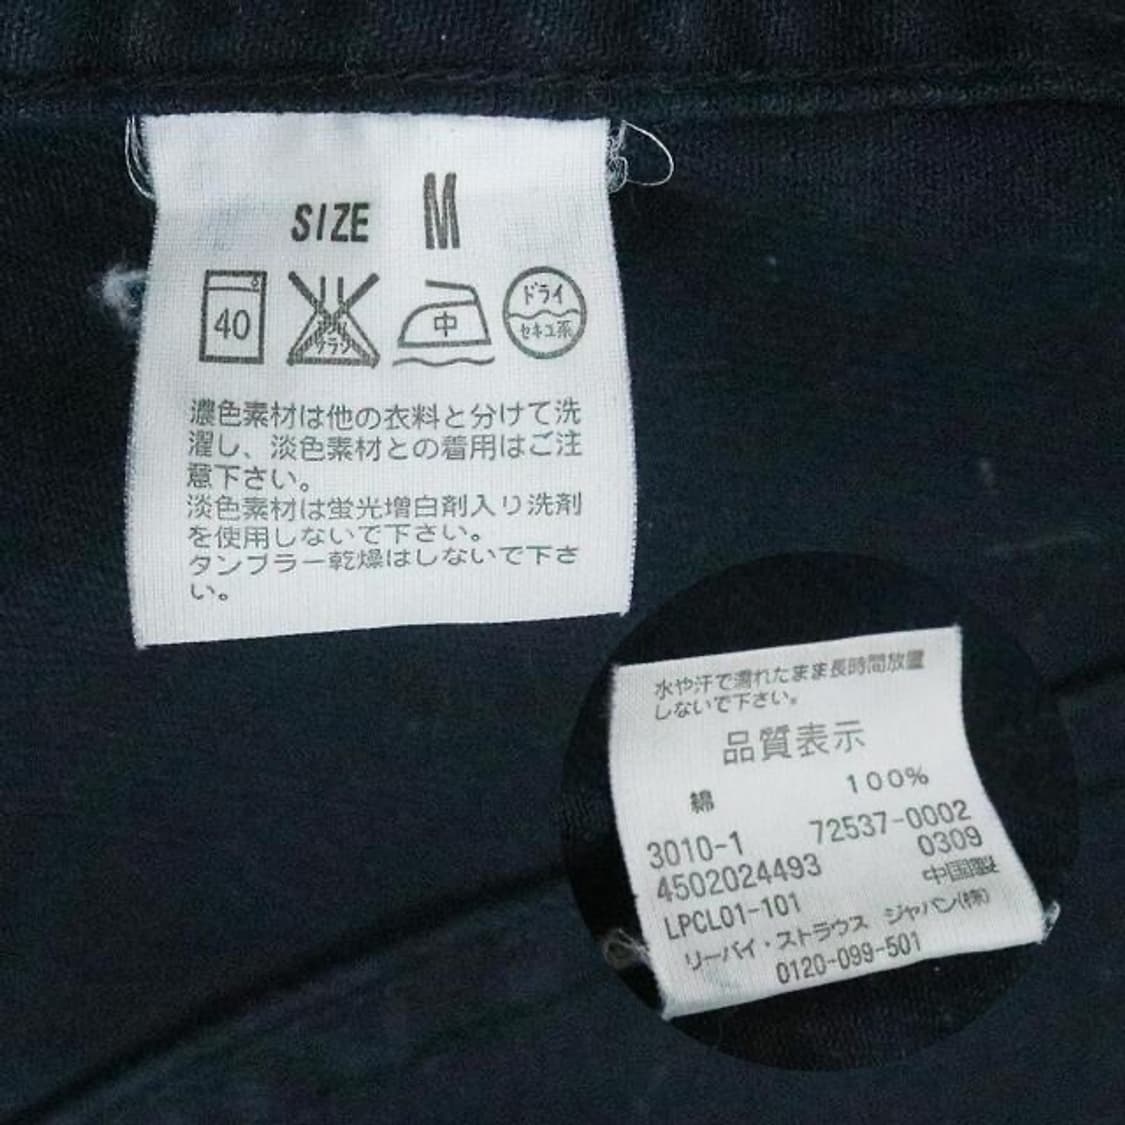 SIZE M
40
エンソ
サラシ
中
ドライ
セキユ系
濃色素材は他の衣料と分けて洗
濯し、淡色素材との着用はご注
意下さい。
淡色素材は蛍光増白剤入り洗剤
を使用しないで下さい。
タンブラー乾燥はしないで下さ
い。
水や汗で濡れたまま長時間放置
しないで下さい。
品質表示
綿 100%
3010-1 72537-0002
4502024493 0309
LPCL01-101 中国製
リーバイ・ストラウス ジャパン(株)
0120-099-501